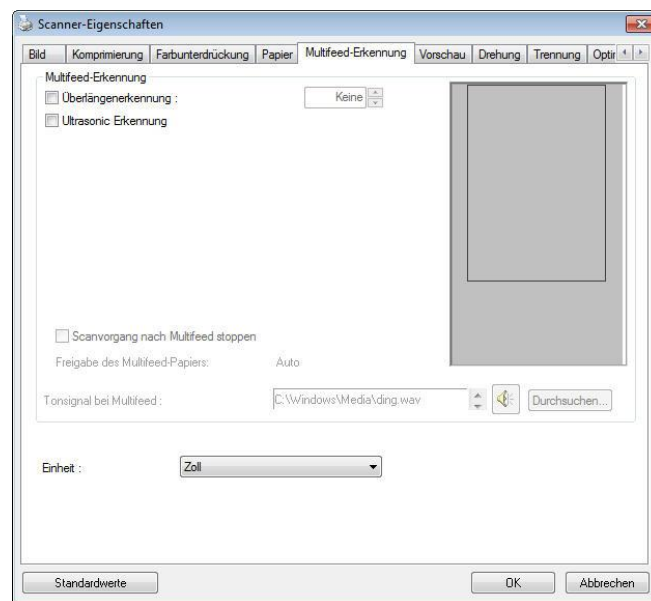 Scanner-Eigenschaften
Bild Komprimierung Farbunterdrückung Papier Multifeed-Erkennung Vorschau Drehung Trennung Optir
Multifeed-Erkennung
Überlängenerkennung : Keine
Ultrasonic Erkennung
Scanvorgang nach Multifeed stoppen
Freigabe des Multifeed-Papiers: Auto
Tonsignal bei Multifeed : C:\Windows\Media\ding.wav Durchsuchen...
Einheit : Zoll
Standardwerte OK Abbrechen